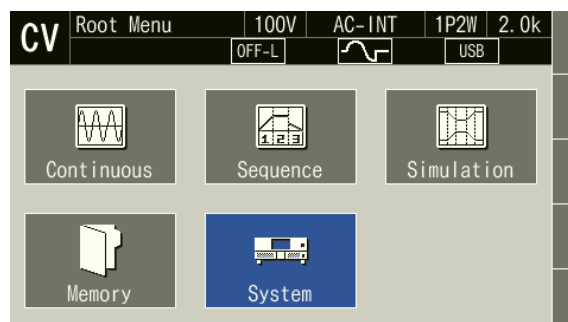 CV Root Menu 100V AC-INT 1P2W 2.0k
OFF-L USB
Continuous
1 2 3
Sequence
Simulation
Memory
System